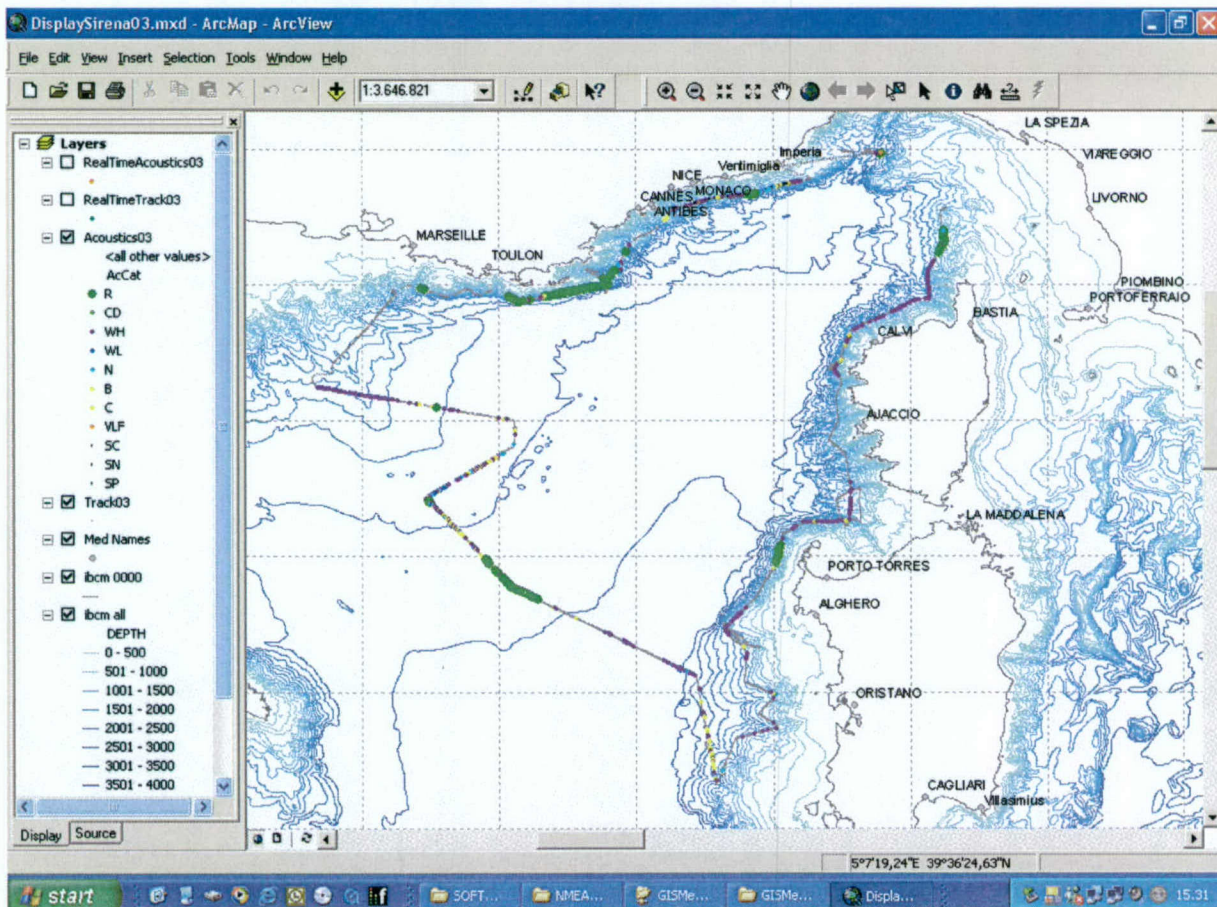 DisplaySirena03.mxd - ArcMap - ArcView
File Edit View Insert Selection Tools Window Help
1:3.646.821
Layers
RealTimeAcoustics03
RealTimeTrack03
Acoustics03
<all other values>
AcCat
R
CD
WH
WL
N
B
C
VLF
SC
SN
SP
Track03
Med Names
ibcm 0000
ibcm all
DEPTH
0 - 500
501 - 1000
1001 - 1500
1501 - 2000
2001 - 2500
2501 - 3000
3001 - 3500
3501 - 4000
Display Source
LA SPEZIA
Imperia
VIAREGGIO
Vertimiglia
NICE
MONACO
CANNES
ANTIBES
LIVORNO
MARSEILLE
TOULON
PIOMBINO
PORTOFERRAIO
BASTIA
CALVI
AJACCIO
LA MADDALENA
PORTO TORRES
ALGHERO
ORISTANO
CAGLIARI
Villasimius
5°7'19,24"E 39°36'24,63"N
start
SOFT...
NMEA...
GISMe...
GISMe...
Displa...
15.31